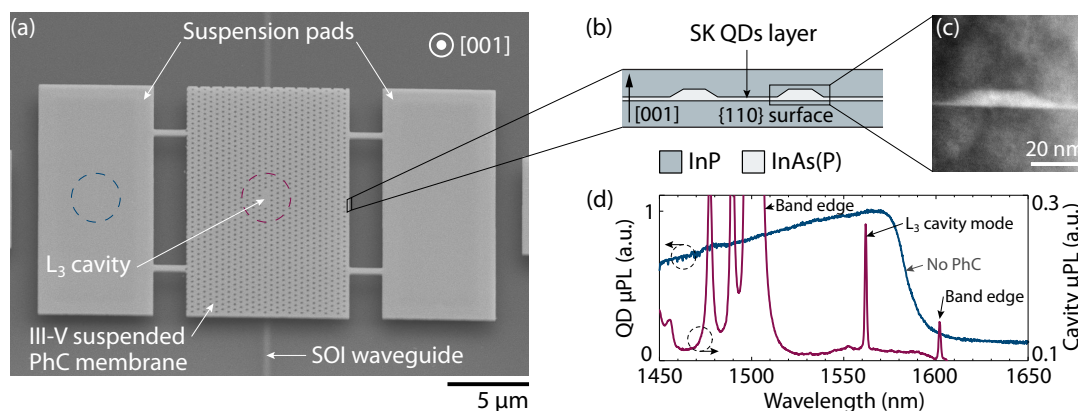 (a)
Suspension pads
[001]
L3 cavity
III-V suspended
PhC membrane
SOI waveguide
5 µm
(b)
SK QDs layer
[001]
{110} surface
InP
InAs(P)
(c)
20 nm
(d)
QD µPL (a.u.)
1
0
Band edge
L3 cavity mode
No PhC
Band edge
0.3
0.1
Cavity µPL (a.u.)
1450
1500
1550
1600
1650
Wavelength (nm)